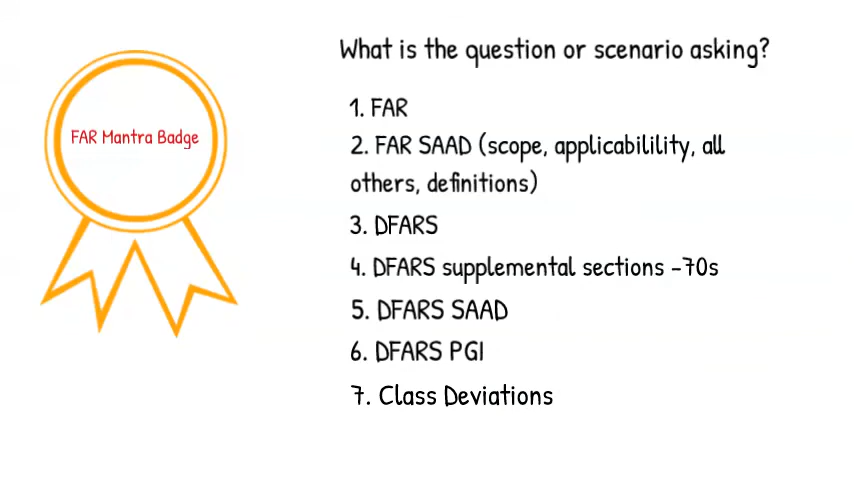 What is the question or scenario asking?
FAR Mantra Badge
1. FAR
2. FAR SAAD (scope, applicabilility, all
others, definitions)
3. DFARS
4. DFARS supplemental sections -70s
5. DFARS SAAD
6. DFARS PGI
7. Class Deviations